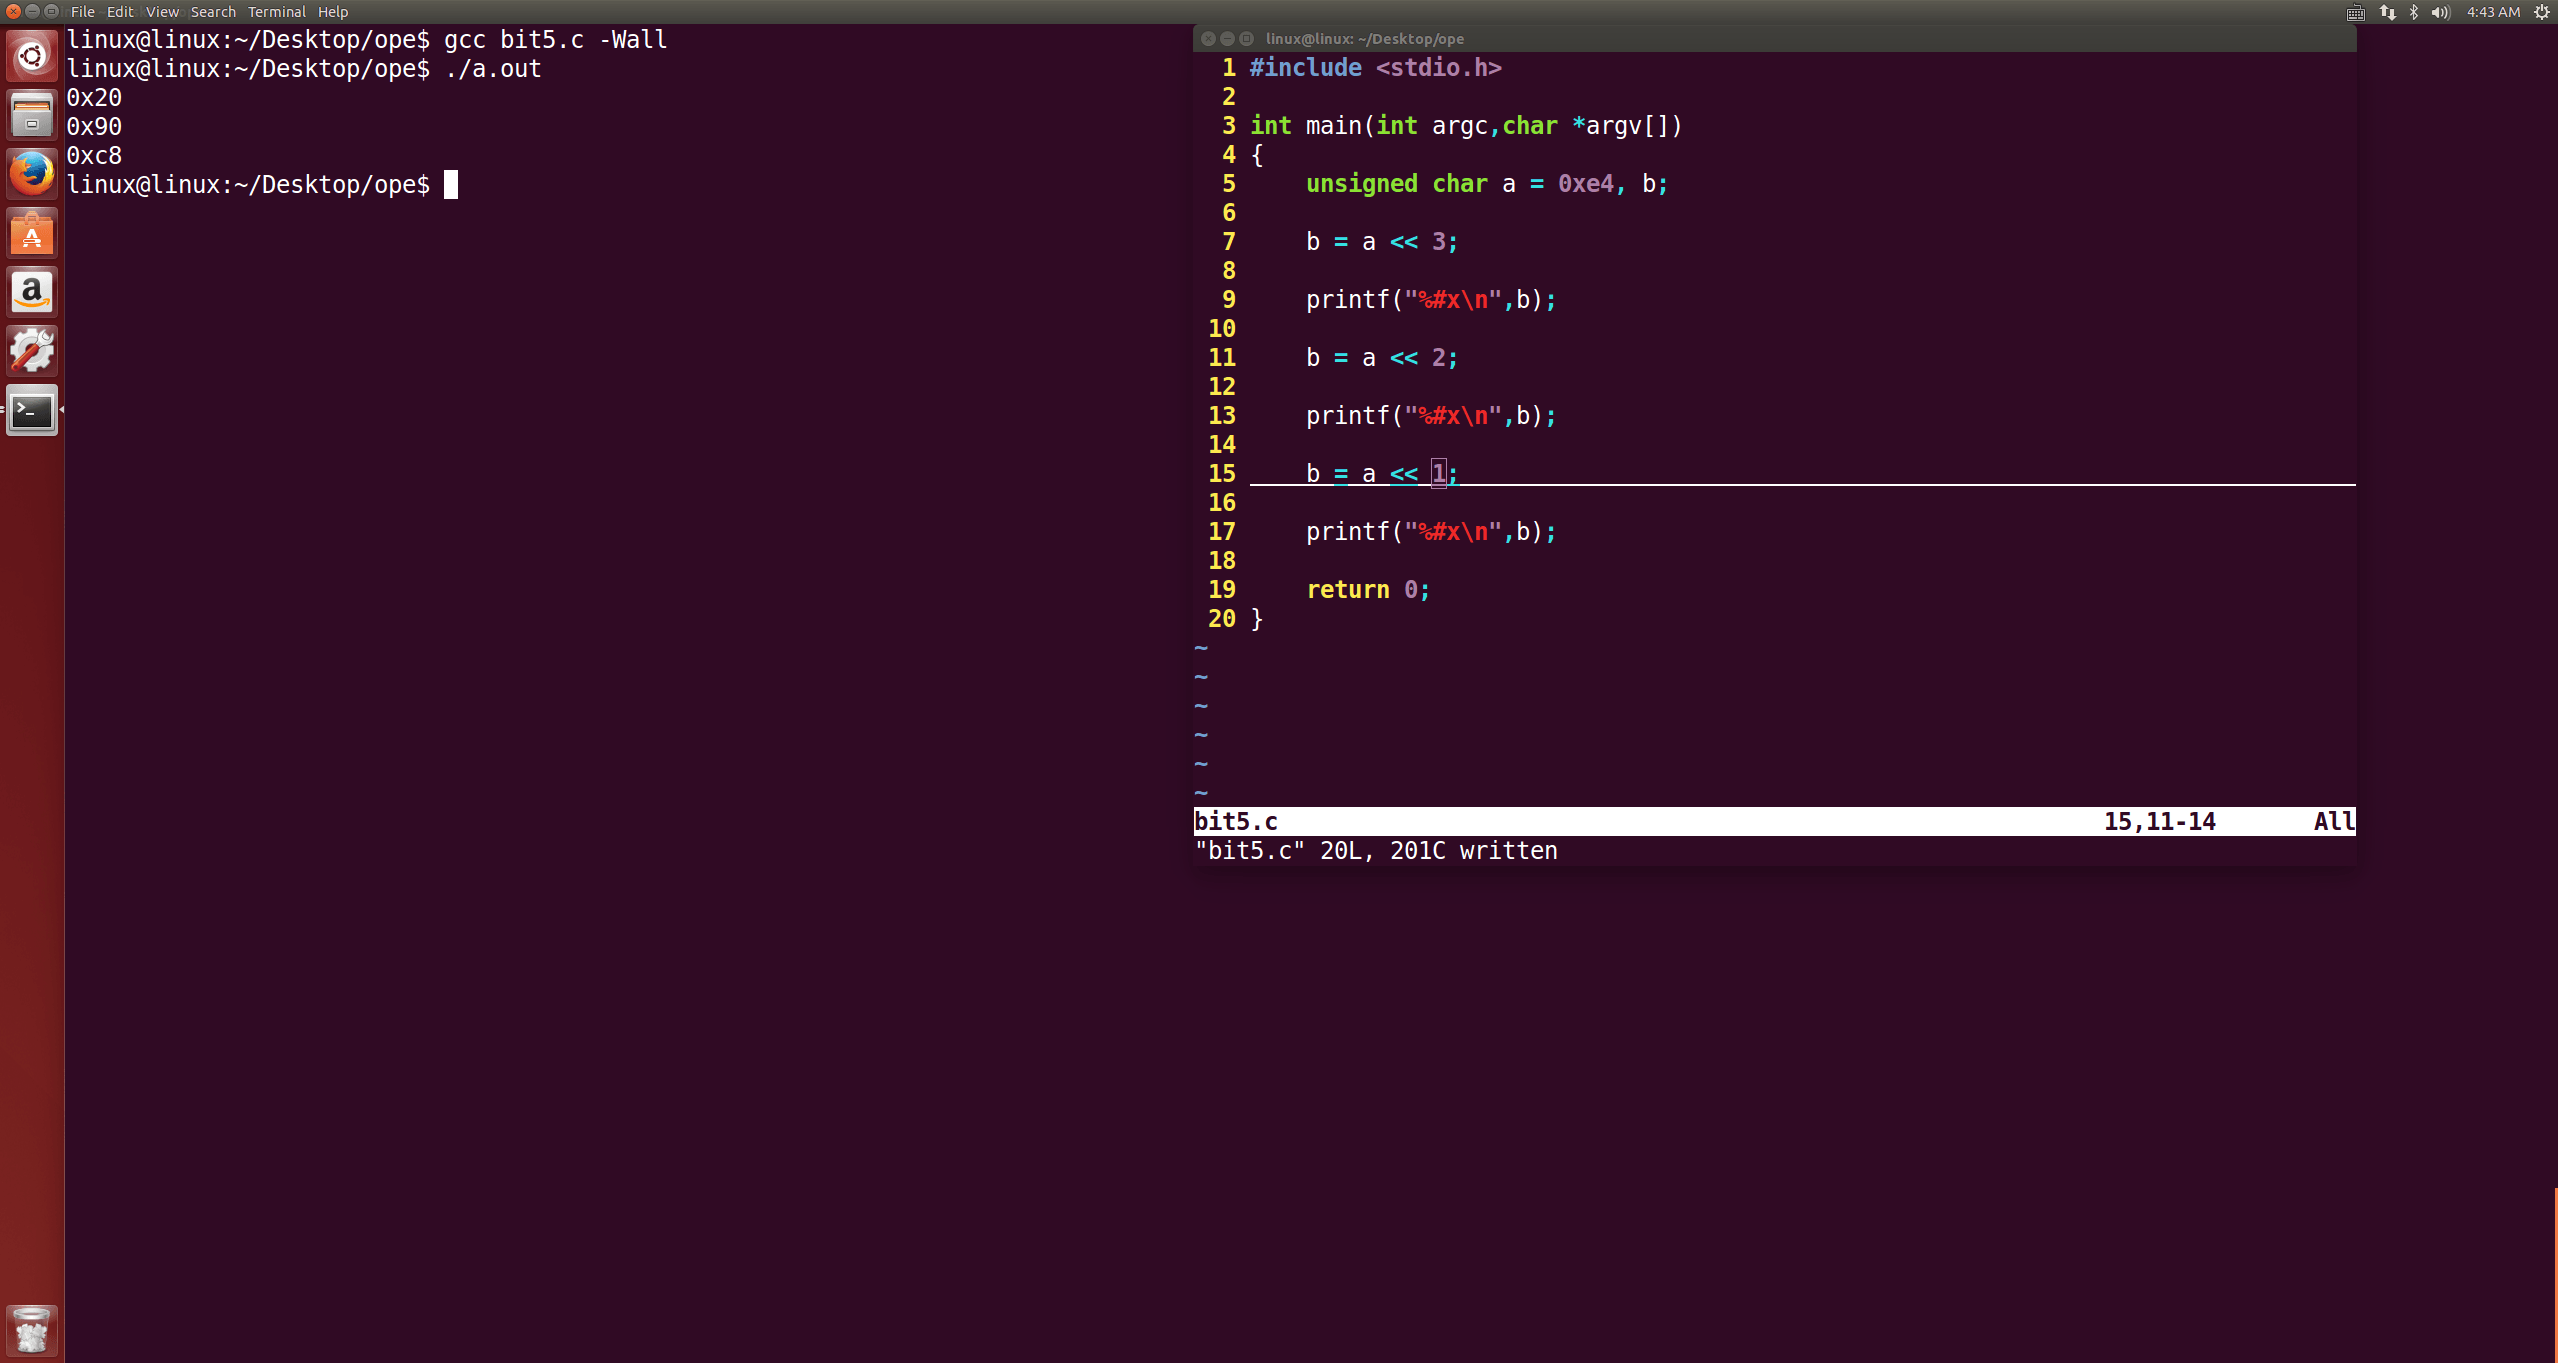 File Edit View Search Terminal Help
4:43 AM
linux@linux:~/Desktop/ope$ gcc bit5.c -Wall
linux@linux:~/Desktop/ope$ ./a.out
0x20
0x90
0xc8
linux@linux:~/Desktop/ope$
linux@linux: ~/Desktop/ope
1 #include <stdio.h>
2
3 int main(int argc,char *argv[])
4 {
5     unsigned char a = 0xe4, b;
6
7     b = a << 3;
8
9     printf("%#x\n",b);
10
11     b = a << 2;
12
13     printf("%#x\n",b);
14
15     b = a << 1;
16
17     printf("%#x\n",b);
18
19     return 0;
20 }
~
~
~
~
~
~
bit5.c 15,11-14 All
"bit5.c" 20L, 201C written